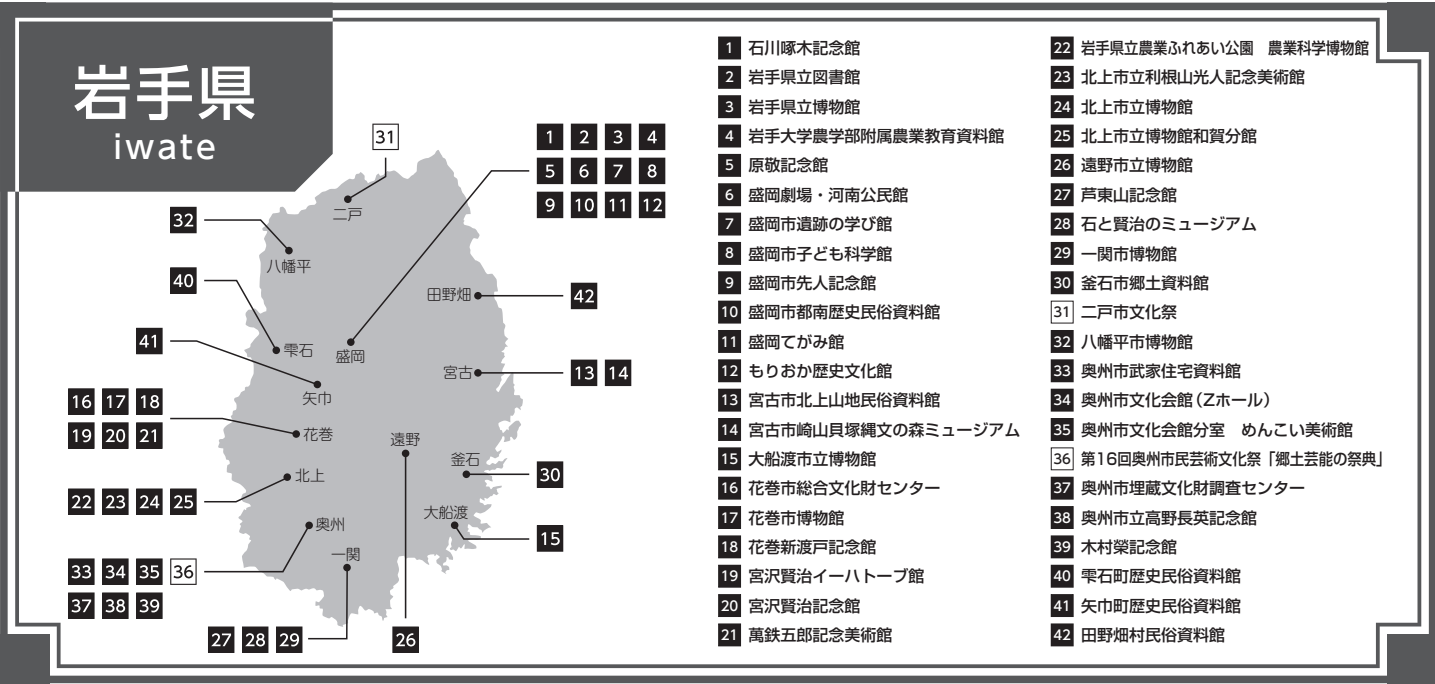 岩手県
iwate
31
1 2 3 4
5 6 7 8
9 10 11 12
二戸
32
八幡平
40
田野畑
42
41
雫石
盛岡
宮古
13 14
矢巾
16 17 18
19 20 21
花巻
遠野
釜石
30
北上
22 23 24 25
大船渡
15
奥州
一関
33 34 35 36
37 38 39
27 28 29
26
1 石川啄木記念館
2 岩手県立図書館
3 岩手県立博物館
4 岩手大学農学部附属農業教育資料館
5 原敬記念館
6 盛岡劇場・河南公民館
7 盛岡市遺跡の学び館
8 盛岡市子ども科学館
9 盛岡市先人記念館
10 盛岡市都南歴史民俗資料館
11 盛岡てがみ館
12 もりおか歴史文化館
13 宮古市北上山地民俗資料館
14 宮古市崎山貝塚縄文の森ミュージアム
15 大船渡市立博物館
16 花巻市総合文化財センター
17 花巻市博物館
18 花巻新渡戸記念館
19 宮沢賢治イーハトーブ館
20 宮沢賢治記念館
21 萬鉄五郎記念美術館
22 岩手県立農業ふれあい公園　農業科学博物館
23 北上市立利根山光人記念美術館
24 北上市立博物館
25 北上市立博物館和賀分館
26 遠野市立博物館
27 芦東山記念館
28 石と賢治のミュージアム
29 一関市博物館
30 釜石市郷土資料館
31 二戸市文化祭
32 八幡平市博物館
33 奥州市武家住宅資料館
34 奥州市文化会館（Zホール）
35 奥州市文化会館分室　めんこい美術館
36 第16回奥州市民芸術文化祭「郷土芸能の祭典」
37 奥州市埋蔵文化財調査センター
38 奥州市立高野長英記念館
39 木村榮記念館
40 雫石町歴史民俗資料館
41 矢巾町歴史民俗資料館
42 田野畑村民俗資料館